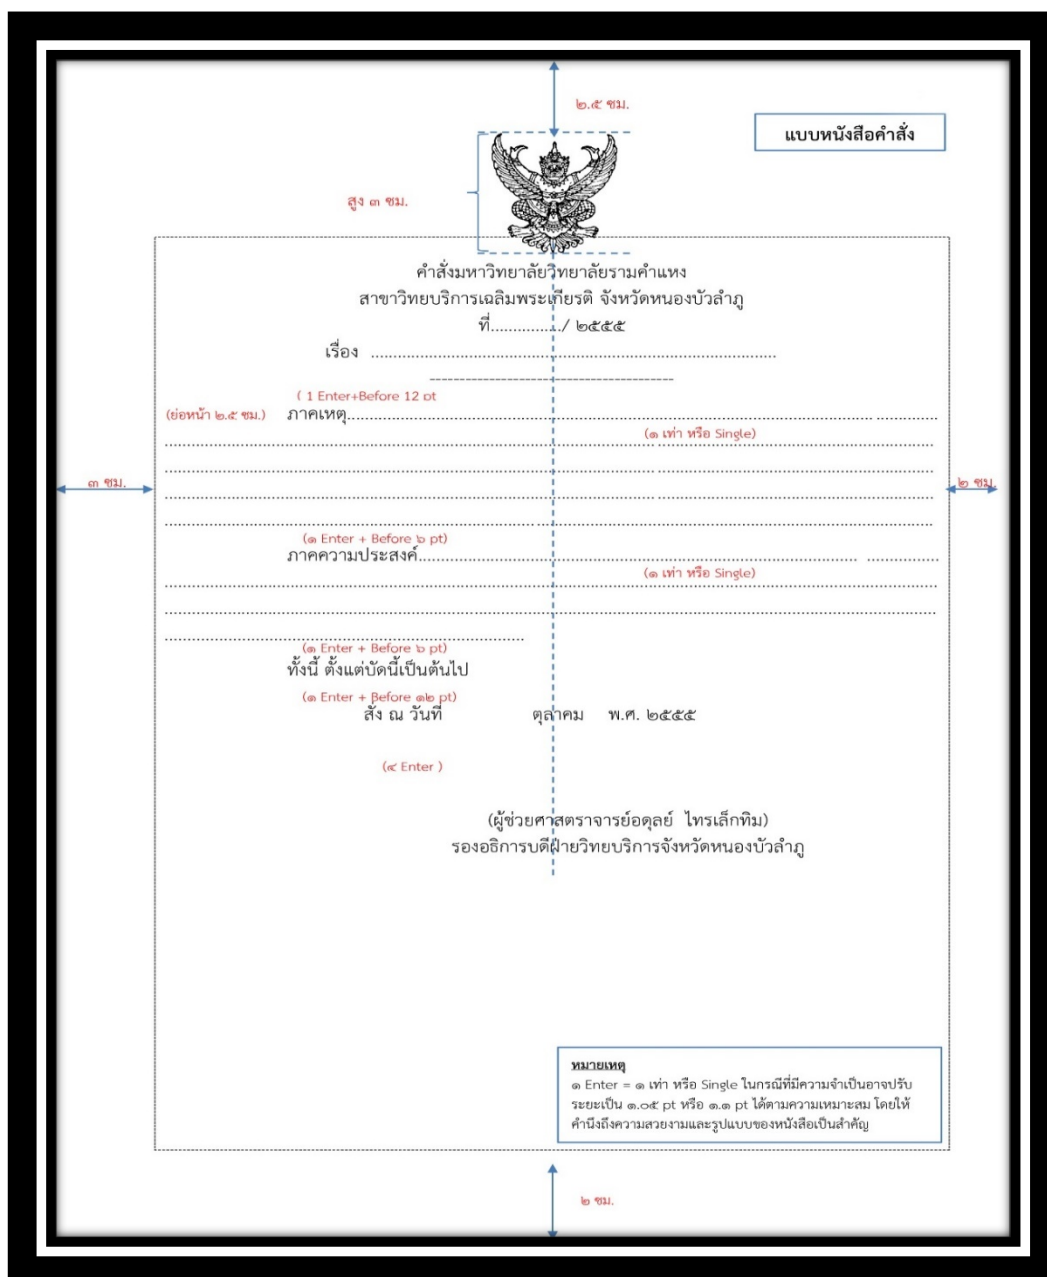 ๒.๕ ซม.
แบบหนังสือคำสั่ง
สูง ๓ ซม.
คำสั่งมหาวิทยาลัยวิทยาลัยรามคำแหง
สาขาวิทยบริการเฉลิมพระเกียรติ จังหวัดหนองบัวลำภู
ที่................/ ๒๕๕๕
เรื่อง ..........................................................................................
-----------------------------------------
( 1 Enter+Before 12 pt
(ย่อหน้า ๒.๕ ซม.) ภาคเหตุ....................................................................................................................
(๑ เท่า หรือ Single)
๓ ซม.
๒ ซม.
(๑ Enter + Before ๖ pt)
ภาคความประสงค์....................................................................................................
(๑ เท่า หรือ Single)
(๑ Enter + Before ๖ pt)
ทั้งนี้ ตั้งแต่บัดนี้เป็นต้นไป
(๑ Enter + Before ๑๒ pt)
สั่ง ณ วันที่ ตุลาคม พ.ศ. ๒๕๕๕
(๔ Enter )
(ผู้ช่วยศาสตราจารย์อดุลย์ ไทรเล็กทิม)
รองอธิการบดีฝ่ายวิทยบริการจังหวัดหนองบัวลำภู
หมายเหตุ
๑ Enter = ๑ เท่า หรือ Single ในกรณีที่มีความจำเป็นอาจปรับ
ระยะเป็น ๑.๐๕ pt หรือ ๑.๑ pt ได้ตามความเหมาะสม โดยให้
คำนึงถึงความสวยงามและรูปแบบของหนังสือเป็นสำคัญ
๒ ซม.